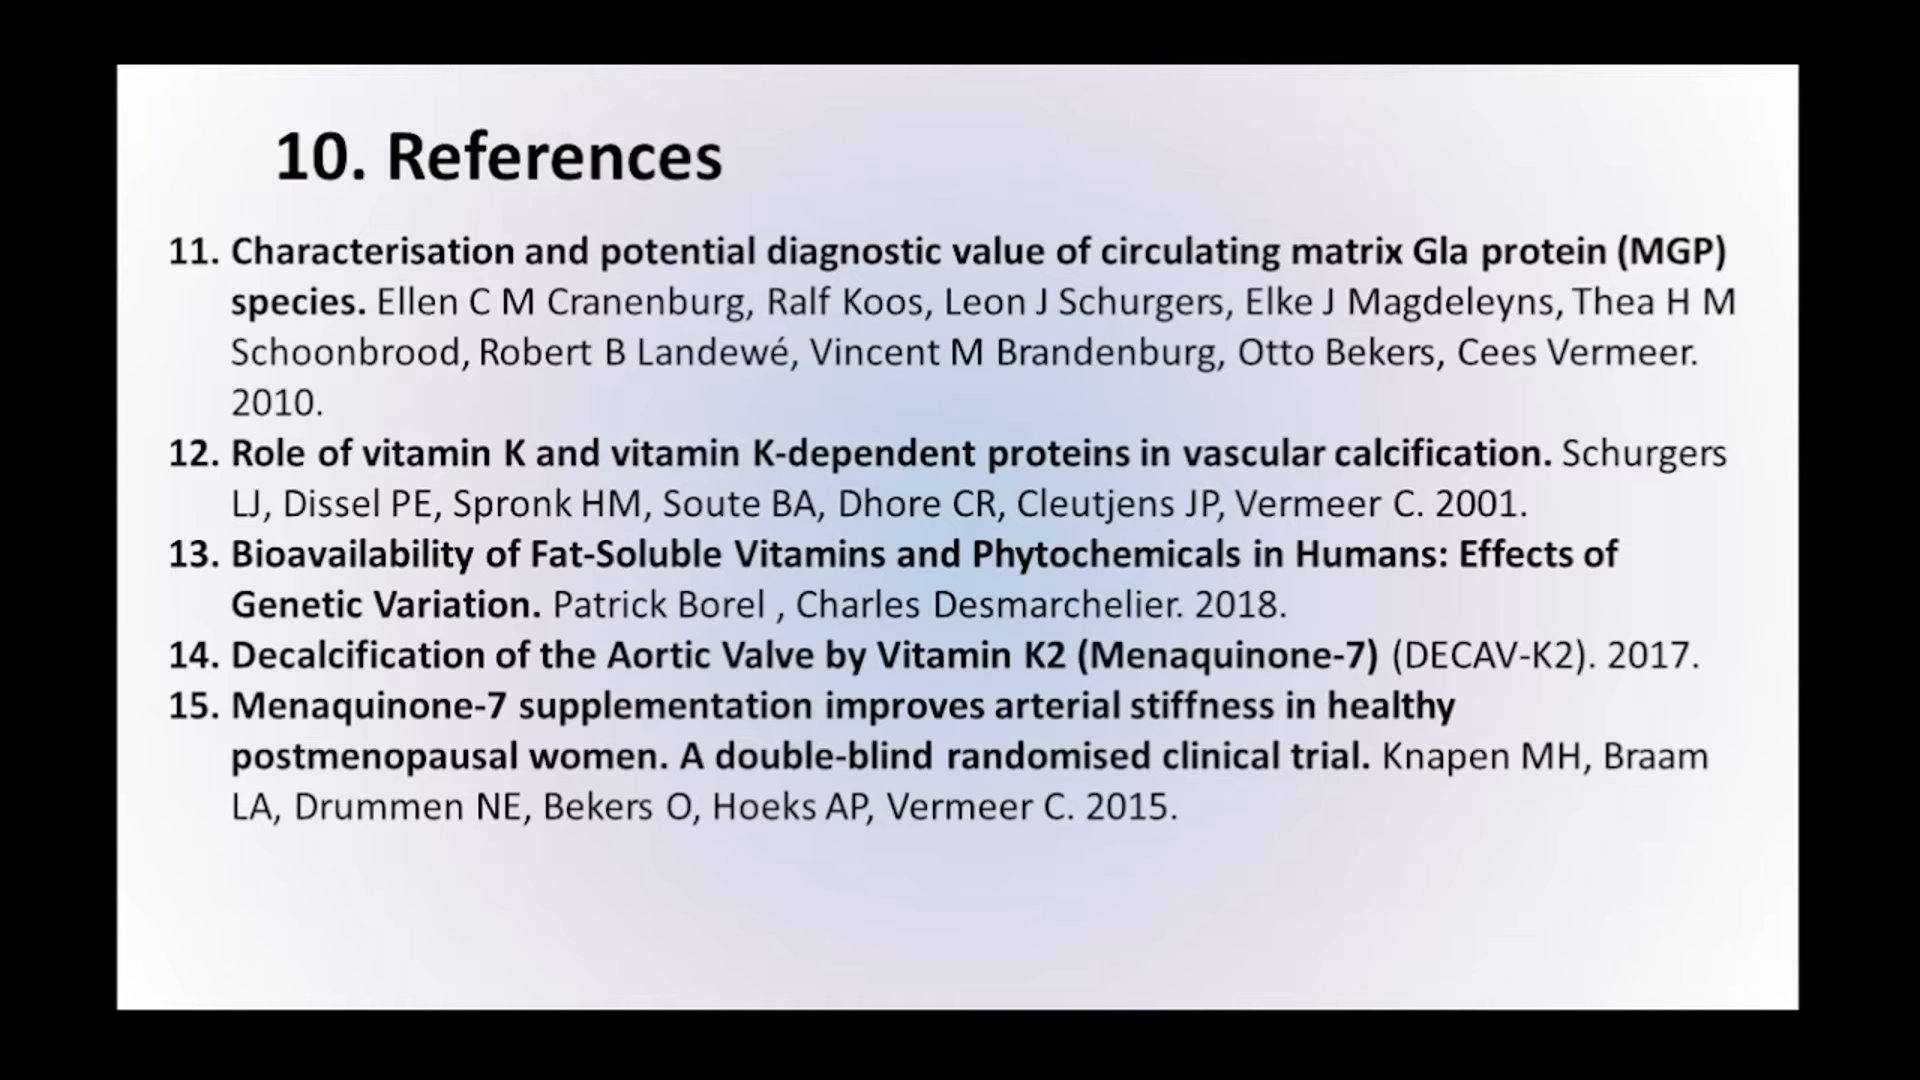 10. References
11. Characterisation and potential diagnostic value of circulating matrix Gla protein (MGP)
species. Ellen C M Cranenburg, Ralf Koos, Leon J Schurgers, Elke J Magdeleyns, Thea H M
Schoonbrood, Robert B Landewé, Vincent M Brandenburg, Otto Bekers, Cees Vermeer.
2010.
12. Role of vitamin K and vitamin K-dependent proteins in vascular calcification. Schurgers
LJ, Dissel PE, Spronk HM, Soute BA, Dhore CR, Cleutjens JP, Vermeer C. 2001.
13. Bioavailability of Fat-Soluble Vitamins and Phytochemicals in Humans: Effects of
Genetic Variation. Patrick Borel , Charles Desmarchelier. 2018.
14. Decalcification of the Aortic Valve by Vitamin K2 (Menaquinone-7) (DECAV-K2). 2017.
15. Menaquinone-7 supplementation improves arterial stiffness in healthy
postmenopausal women. A double-blind randomised clinical trial. Knapen MH, Braam
LA, Drummen NE, Bekers O, Hoeks AP, Vermeer C. 2015.